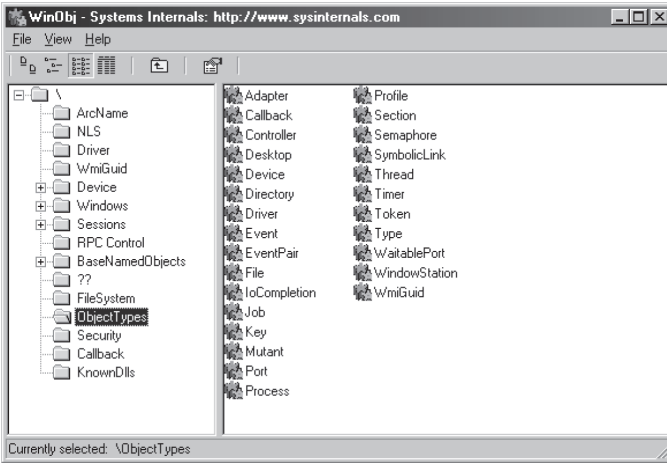 WinObj - Systems Internals: http://www.sysinternals.com
File View Help
\
ArcName
NLS
Driver
WmiGuid
Device
Windows
Sessions
RPC Control
BaseNamedObjects
??
FileSystem
ObjectTypes
Security
Callback
KnownDlls
Adapter
Callback
Controller
Desktop
Device
Directory
Driver
Event
EventPair
File
IoCompletion
Job
Key
Mutant
Port
Process
Profile
Section
Semaphore
SymbolicLink
Thread
Timer
Token
Type
WaitablePort
WindowStation
WmiGuid
Currently selected: \ObjectTypes